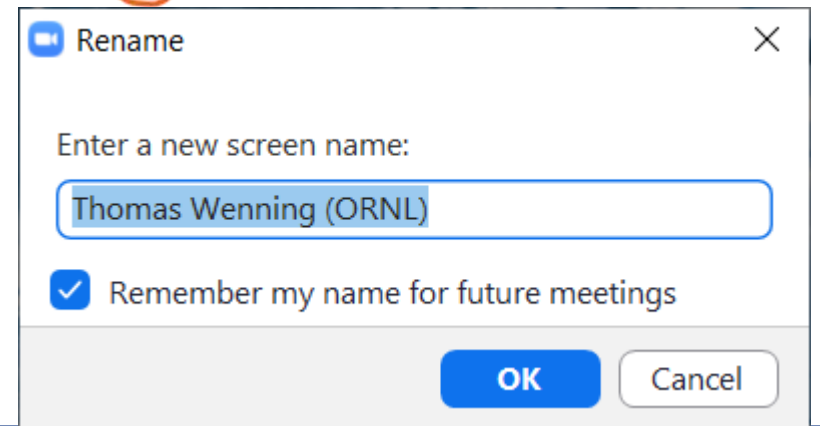 Rename
Enter a new screen name:
Thomas Wenning (ORNL)
Remember my name for future meetings
OK Cancel